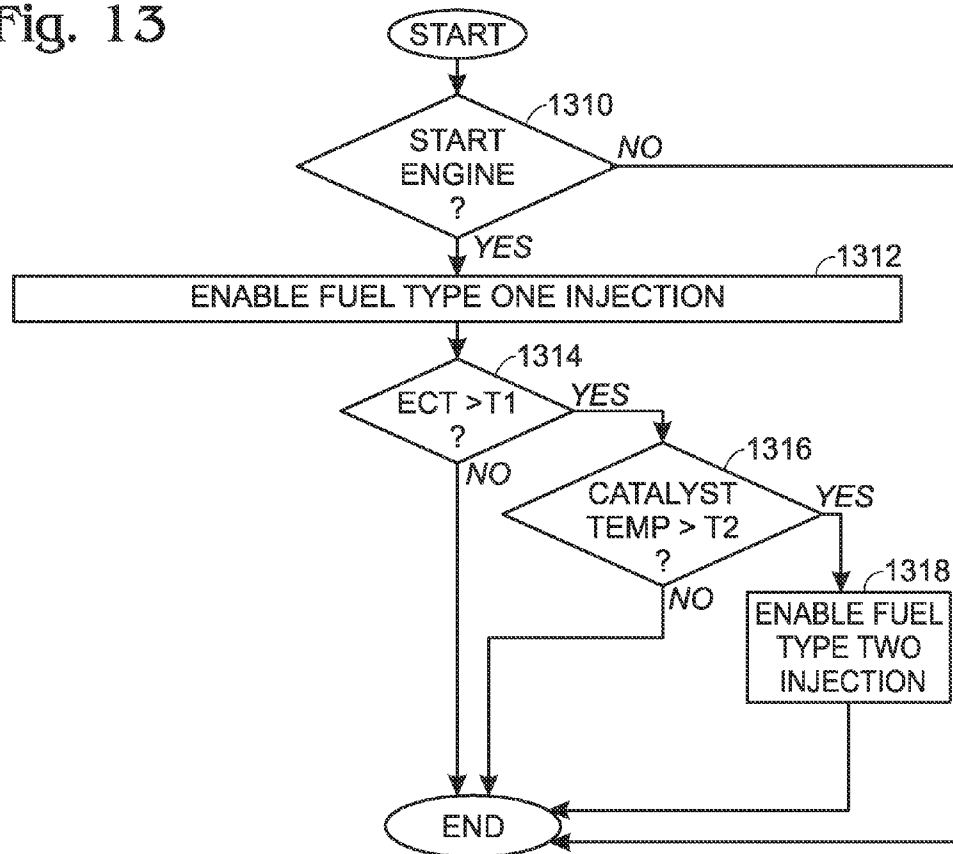 Fig. 13
START
1310
START
ENGINE
?
NO
YES
1312
ENABLE FUEL TYPE ONE INJECTION
1314
ECT >T1
?
YES
NO
1316
CATALYST
TEMP > T2
?
YES
NO
1318
ENABLE FUEL
TYPE TWO
INJECTION
END